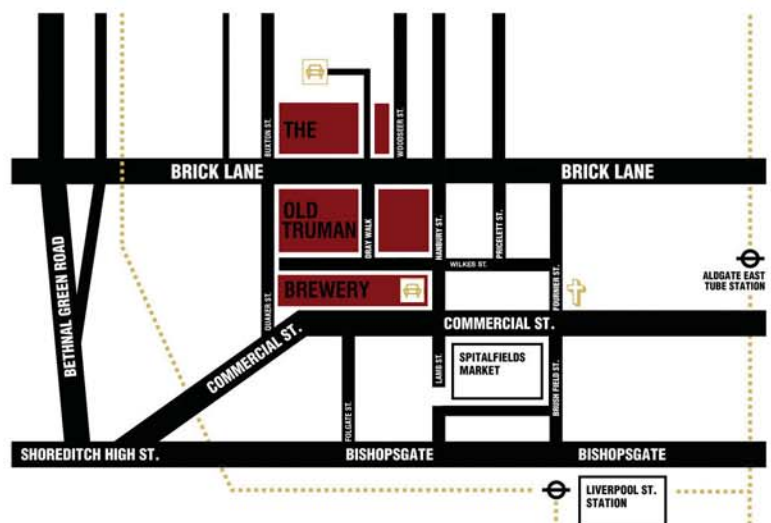 BUXTON ST.
WOODSEER ST.
THE
BRICK LANE
BRICK LANE
OLD
TRUMAN
DRAY WALK
HANBURY ST.
PRICELETT ST.
WILKES ST.
BETHNAL GREEN ROAD
QUAKER ST.
BREWERY
FOURNIER ST.
ALDGATE EAST
TUBE STATION
COMMERCIAL ST.
COMMERCIAL ST.
FOLGATE ST.
LAMB ST.
SPITALFIELDS
MARKET
BRUSH FIELD ST.
SHOREDITCH HIGH ST.
BISHOPSGATE
BISHOPSGATE
LIVERPOOL ST.
STATION